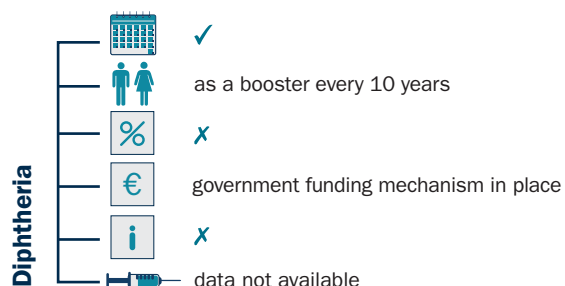 ✓
as a booster every 10 years
%
✗
€
government funding mechanism in place
i
✗
data not available
Diphtheria